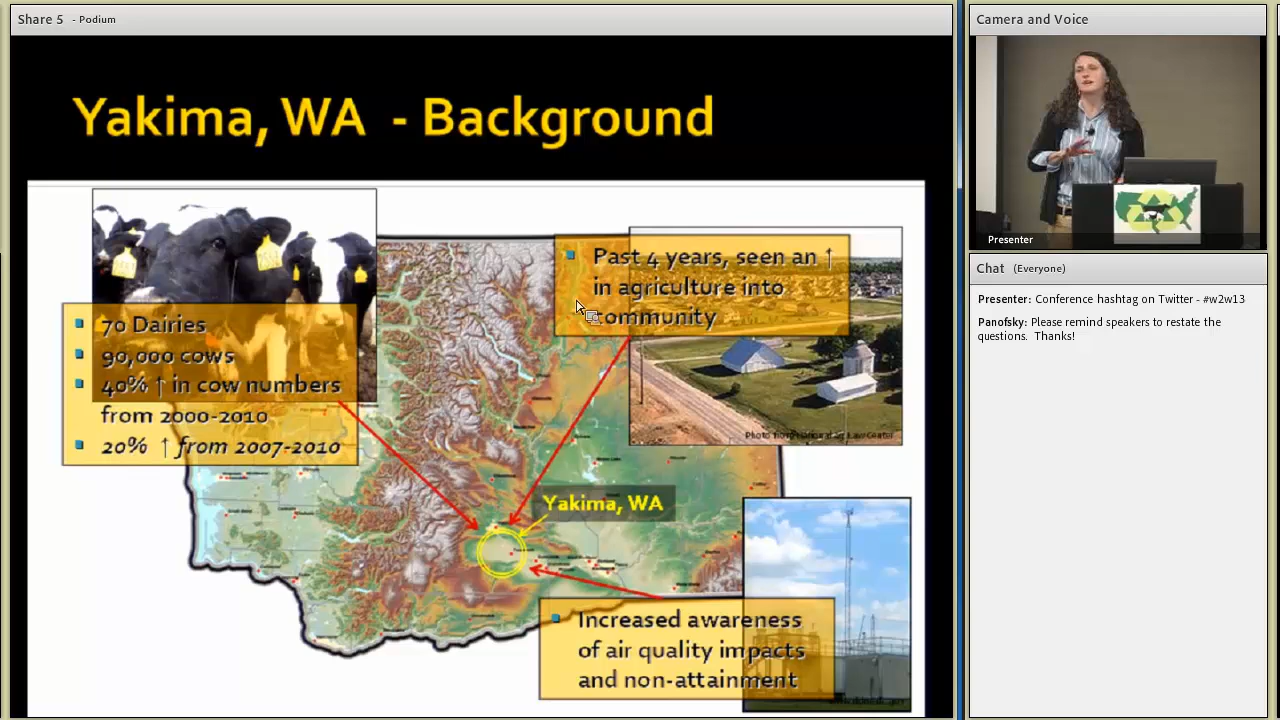 Share 5 - Podium
Yakima, WA - Background
70 Dairies
90,000 cows
40% ↑ in cow numbers
from 2000-2010
20% ↑ from 2007-2010
Past 4 years, seen an ↑
in agriculture into
community
Yakima, WA
Increased awareness
of air quality impacts
and non-attainment
Camera and Voice
Presenter
Chat (Everyone)
Presenter: Conference hashtag on Twitter - #w2w13
Panofsky: Please remind speakers to restate the
questions. Thanks!